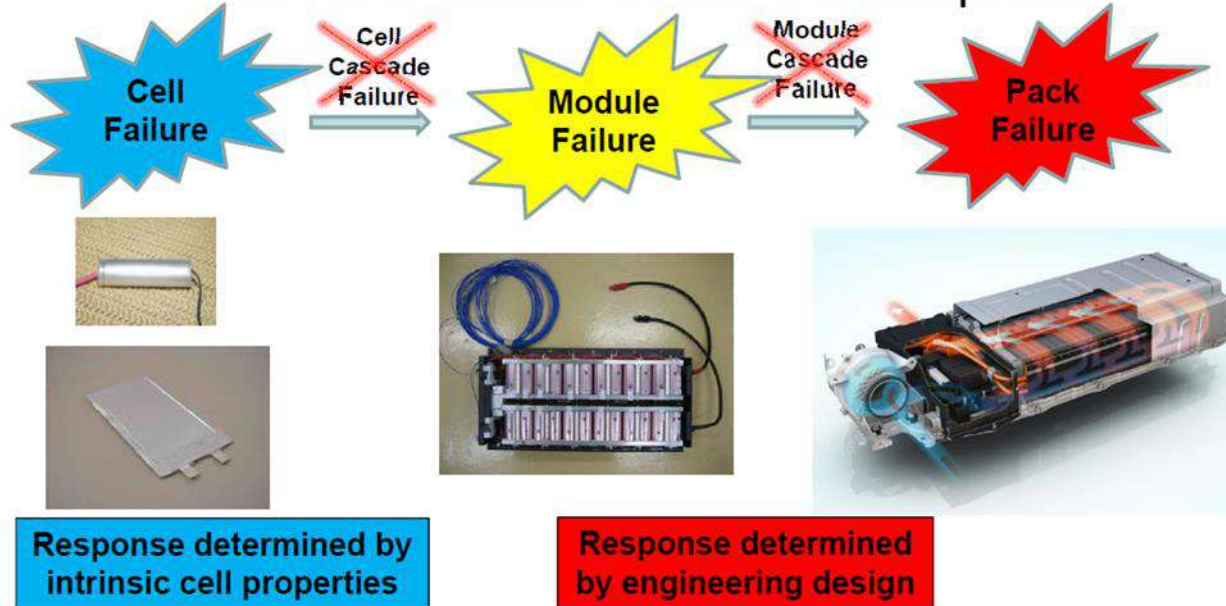 Cell
Failure
Cell
Cascade
Failure
Module
Failure
Module
Cascade
Failure
Pack
Failure
Response determined by
intrinsic cell properties
Response determined
by engineering design